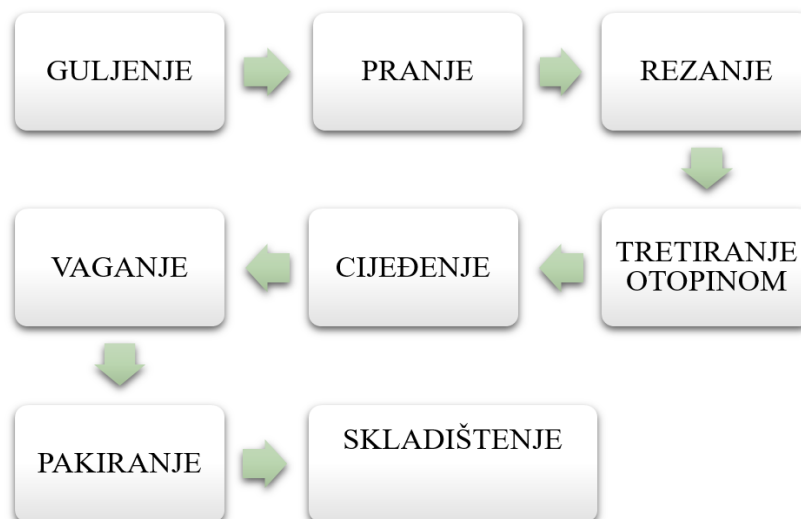 GULJENJE
PRANJE
REZANJE
TRETIRANJE
OTOPINOM
CIJEĐENJE
VAGANJE
PAKIRANJE
SKLADIŠTENJE